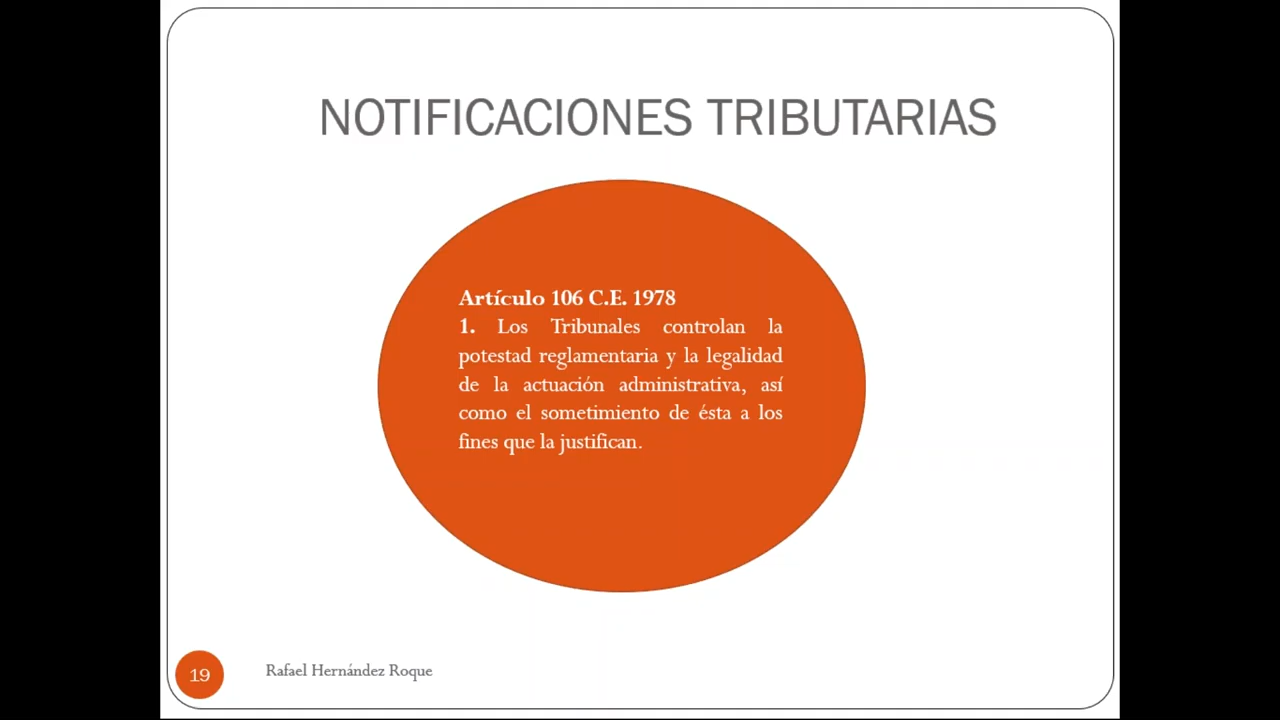 NOTIFICACIONES TRIBUTARIAS
Artículo 106 C.E. 1978
1. Los Tribunales controlan la
potestad reglamentaria y la legalidad
de la actuación administrativa, así
como el sometimiento de ésta a los
fines que la justifican.
19
Rafael Hernández Roque